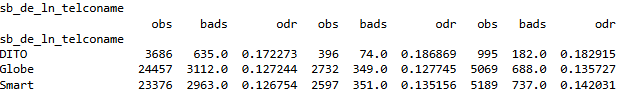 sb_de_ln_telconame
obs bads odr obs bads odr obs bads odr
sb_de_ln_telconame
DITO 3686 635.0 0.172273 396 74.0 0.186869 995 182.0 0.182915
Globe 24457 3112.0 0.127244 2732 349.0 0.127745 5069 688.0 0.135727
Smart 23376 2963.0 0.126754 2597 351.0 0.135156 5189 737.0 0.142031